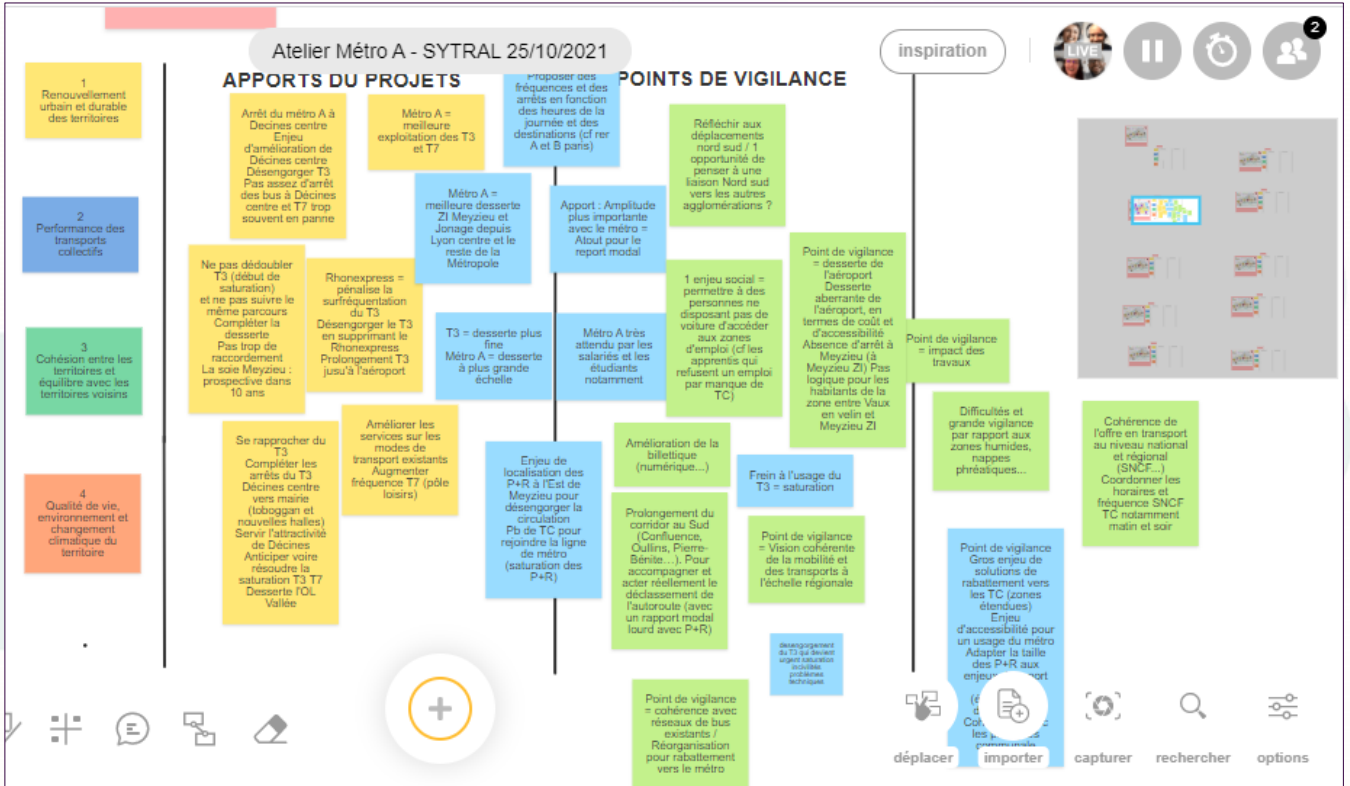 Atelier Métro A - SYTRAL 25/10/2021
inspiration
LIVE
2
APPORTS DU PROJETS
POINTS DE VIGILANCE
1
Renouvellement
urbain et durable
des territoires
2
Performance des
transports
collectifs
3
Cohésion entre les
territoires et
équilibre avec les
territoires voisins
4
Qualité de vie,
environnement et
changement
climatique du
territoire
Arrêt du métro A à
Decines centre
Enjeu
d'amélioration de
Décines centre
Désengorger T3
Pas assez d'arrêt
des bus à Décines
centre et T7 trop
souvent en panne
Métro A =
meilleure
exploitation des T3
et T7
Proposer des
fréquences et des
arrêts en fonction
des heures de la
journée et des
destinations (cf rer
A et B paris)
Réfléchir aux
déplacements
nord sud / 1
opportunité de
penser à une
liaison Nord sud
vers les autres
agglomérations ?
Métro A =
meilleure desserte
ZI Meyzieu et
Jonage depuis
Lyon centre et le
reste de la
Métropole
Apport : Amplitude
plus importante
avec le métro =
Atout pour le
report modal
Ne pas dédoubler
T3 (début de
saturation)
et ne pas suivre le
même parcours
Compléter la
desserte
Pas trop de
raccordement
La soie Meyzieu :
prospective dans
10 ans
Rhonexpress =
pénalise la
surfréquentation
du T3
Désengorger le T3
en supprimant le
Rhonexpress
Prolongement T3
jusu'à l'aéroport
T3 = desserte plus
fine
Métro A = desserte
à plus grande
échelle
Métro A très
attendu par les
salariés et les
étudiants
notamment
1 enjeu social =
permettre à des
personnes ne
disposant pas de
voiture d'accéder
aux zones
d'emploi (cf les
apprentis qui
refusent un emploi
par manque de
TC)
Point de vigilance
= desserte de
l'aéroport
Desserte
aberrante de
l'aéroport, en
termes de coût et
d'accessibilité
Absence d'arrêt à
Meyzieu (à
Meyzieu ZI) Pas
logique pour les
habitants de la
zone entre Vaux
en velin et
Meyzieu ZI
Point de vigilance
= impact des
travaux
Se rapprocher du
T3
Compléter les
arrêts du T3
Décines centre
vers mairie
(toboggan et
nouvelles halles)
Servir l'attractivité
de Décines
Anticiper voire
résoudre la
saturation T3 T7
Desserte l'OL
Vallée
Améliorer les
services sur les
modes de
transport existants
Augmenter
fréquence T7 (pôle
loisirs)
Enjeu de
localisation des
P+R à l'Est de
Meyzieu pour
désengorger la
circulation
Pb de TC pour
rejoindre la ligne
de métro
(saturation des
P+R)
Amélioration de la
billettique
(numérique...)
Frein à l'usage du
T3 = saturation
Difficultés et
grande vigilance
par rapport aux
zones humides,
nappes
phréatiques...
Cohérence de
l'offre en transport
au niveau national
et régional
(SNCF...)
Coordonner les
horaires et
fréquence SNCF
TC notamment
matin et soir
Prolongement du
corridor au Sud
(Confluence,
Oullins, Pierre-
Bénite...). Pour
accompagner et
acter réellement le
déclassement de
l'autoroute (avec
un rapport modal
lourd avec P+R)
Point de vigilance
= Vision cohérente
de la mobilité et
des transports à
l'échelle régionale
desengorgement
du T3 qui devient
urgent saturation
incivilités
problèmes
techniques
Point de vigilance
= cohérence avec
réseaux de bus
existants /
Réorganisation
pour rabattement
vers le métro
Point de vigilance
Gros enjeu de
solutions de
rabattement vers
les TC (zones
étendues)
Enjeu
d'accessibilité pour
un usage du métro
Adapter la taille
des P+R aux
communale
déplacer
importer
capturer
rechercher
options